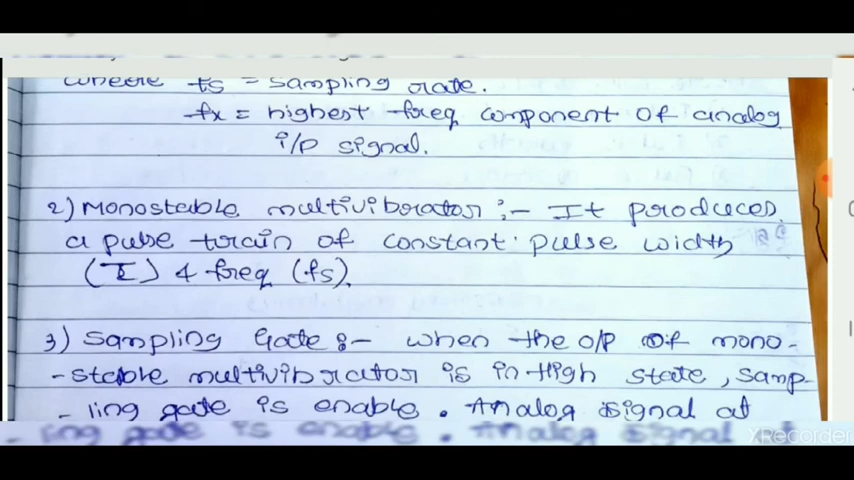 where fs = sampling rate.
fx = highest freq component of analog
i/p signal.
2) Monostable multivibrator :- It produces
a pulse train of constant pulse width
(τ) & freq (fs).
3) Sampling Gate :- when the o/p of mono-
-stable multivibrator is in high state, samp-
-ling gate is enable. Analog signal at
XRecorder